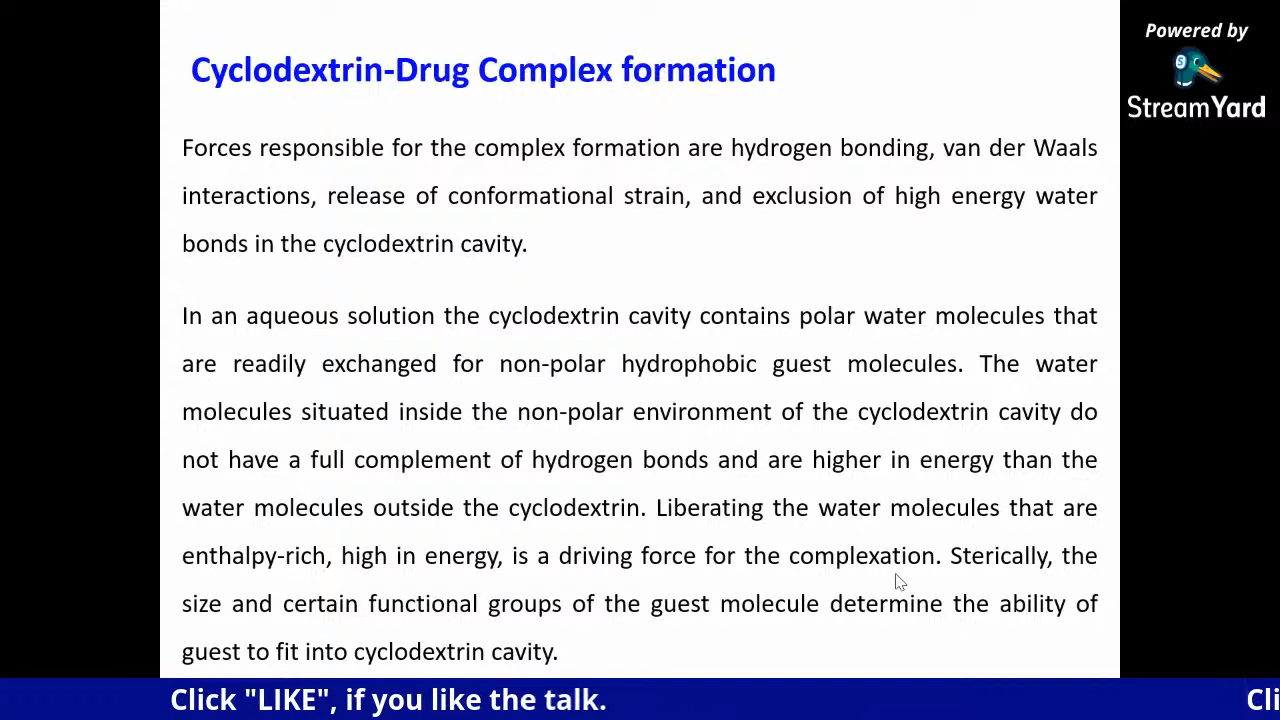 Powered by
StreamYard
Cyclodextrin-Drug Complex formation
Forces responsible for the complex formation are hydrogen bonding, van der Waals
interactions, release of conformational strain, and exclusion of high energy water
bonds in the cyclodextrin cavity.
In an aqueous solution the cyclodextrin cavity contains polar water molecules that
are readily exchanged for non-polar hydrophobic guest molecules. The water
molecules situated inside the non-polar environment of the cyclodextrin cavity do
not have a full complement of hydrogen bonds and are higher in energy than the
water molecules outside the cyclodextrin. Liberating the water molecules that are
enthalpy-rich, high in energy, is a driving force for the complexation. Sterically, the
size and certain functional groups of the guest molecule determine the ability of
guest to fit into cyclodextrin cavity.
Click "LIKE", if you like the talk. Cli